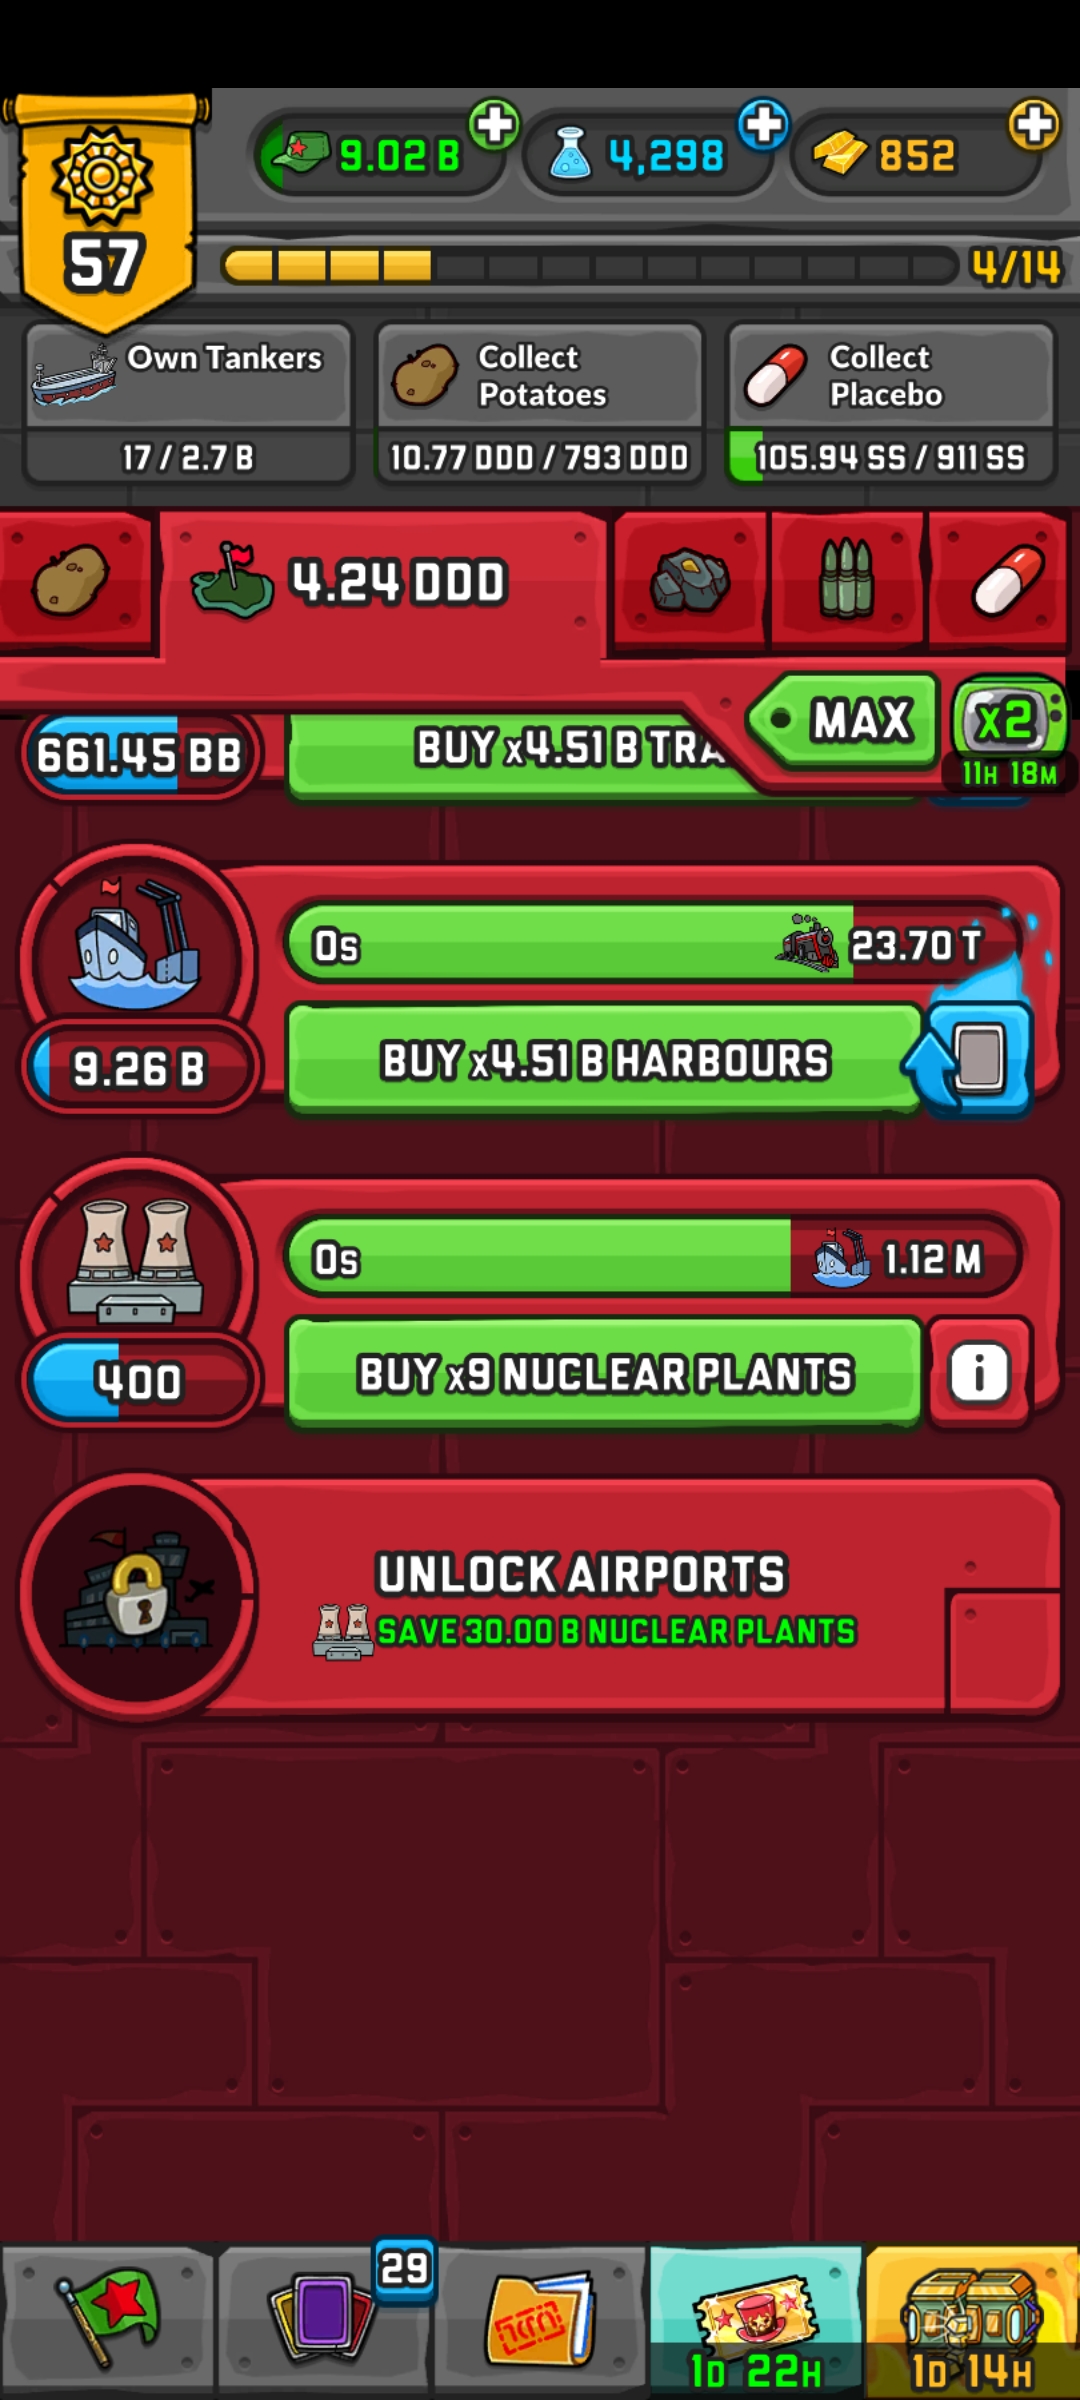 57
9.02 B
4,298
852
4/14
Own Tankers
17 / 2.7 B
Collect
Potatoes
10.77 DDD / 793 DDD
Collect
Placebo
105.94 SS / 911 SS
4.24 DDD
MAX
x2
11H 18M
661.45 BB
BUY x4.51 B
0s
23.70 T
9.26 B
BUY x4.51 B HARBOURS
0s
1.12 M
400
BUY x9 NUCLEAR PLANTS
i
UNLOCK AIRPORTS
SAVE 30.00 B NUCLEAR PLANTS
29
1D 22H
1D 14H